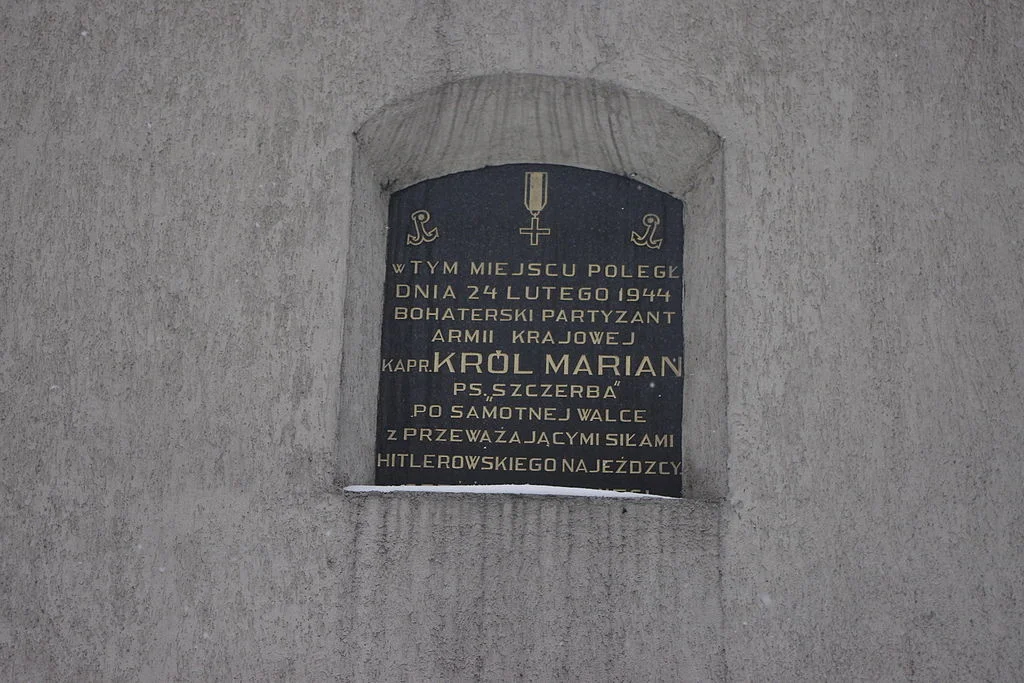 W TYM MIEJSCU POLEGŁ
DNIA 24 LUTEGO 1944
BOHATERSKI PARTYZANT
ARMII KRAJOWEJ
KAPR. KRÓL MARIAN
PS. „SZCZERBA"
PO SAMOTNEJ WALCE
Z PRZEWAŻAJĄCYMI SIŁAMI
HITLEROWSKIEGO NAJEŹDZCY